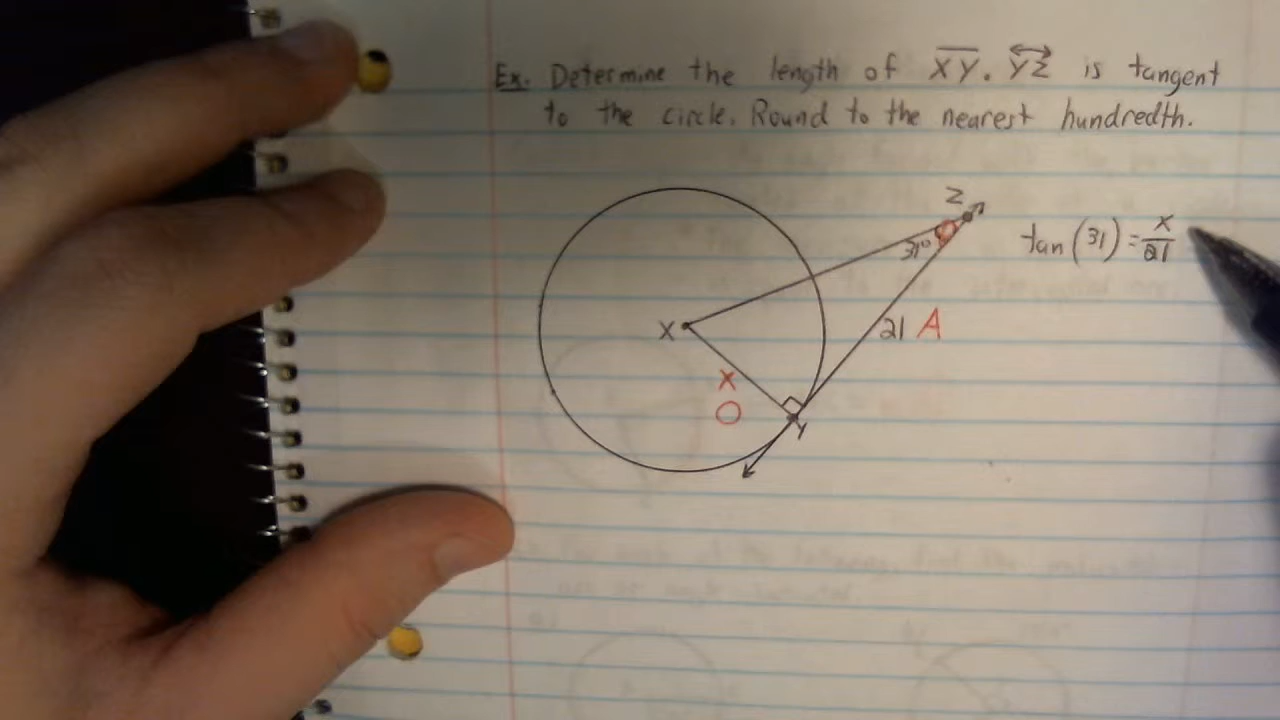 Ex. Determine the length of XY. YZ is tangent
to the circle. Round to the nearest hundredth.
Z
31°
tan (31) = x/21
X
21 A
x
O
Y